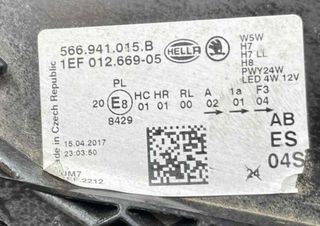 566.941.015.B
1EF 012.669-05
HELLA
W5W
H7
H7 LL
H8
PWY24W
LED 4W 12V
Made in Czech Republic
PL
HC HR RL A 1a F3
20 E8 01 01 00 02 01 04
8429
15.04.2017
23:03:50
AB
ES
04S
2212